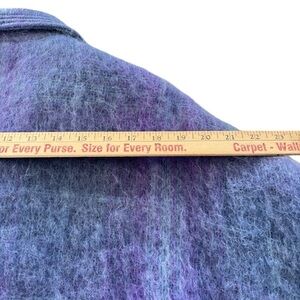 12 13 14 15 16 17 18 19 20 21 22 23
or Every Purse. Size for Every Room. Carpet - Wall